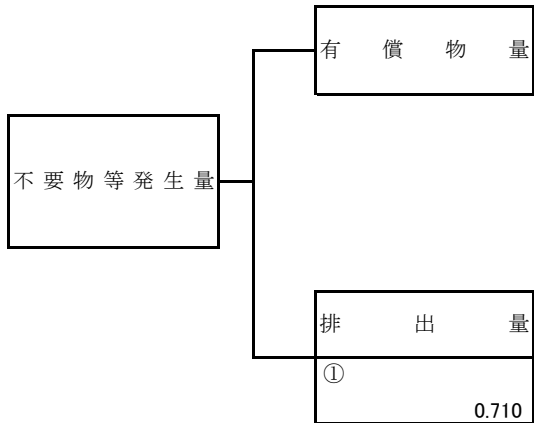 有償物量
不要物等発生量
排出量
①
0.710